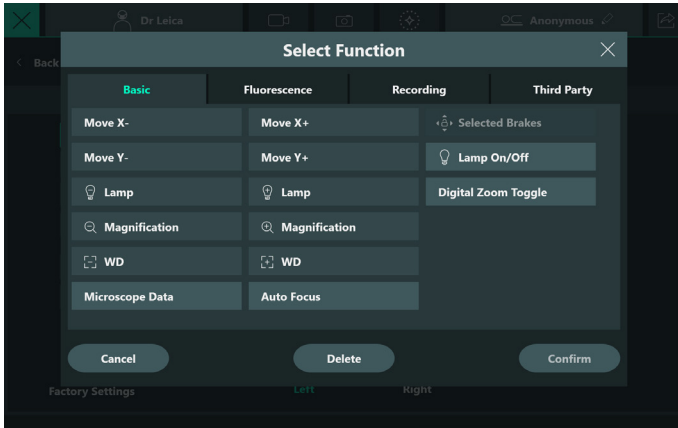 Dr Leica
Anonymous
Back
Select Function
Basic Fluorescence Recording Third Party
Move X- Move X+ Selected Brakes
Move Y- Move Y+ Lamp On/Off
Lamp Lamp Digital Zoom Toggle
Magnification Magnification
WD WD
Microscope Data Auto Focus
Cancel Delete Confirm
Factory Settings Left Right